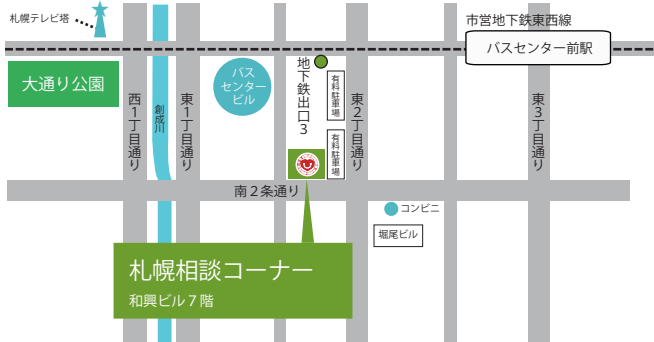 札幌テレビ塔
市営地下鉄東西線
バスセンター前駅
大通り公園
バス
センター
ビル
地下鉄出口3
有料駐車場
有料駐車場
西1丁目通り
創成川
東1丁目通り
東2丁目通り
東3丁目通り
南2条通り
コンビニ
堀尾ビル
札幌相談コーナー
和興ビル7階